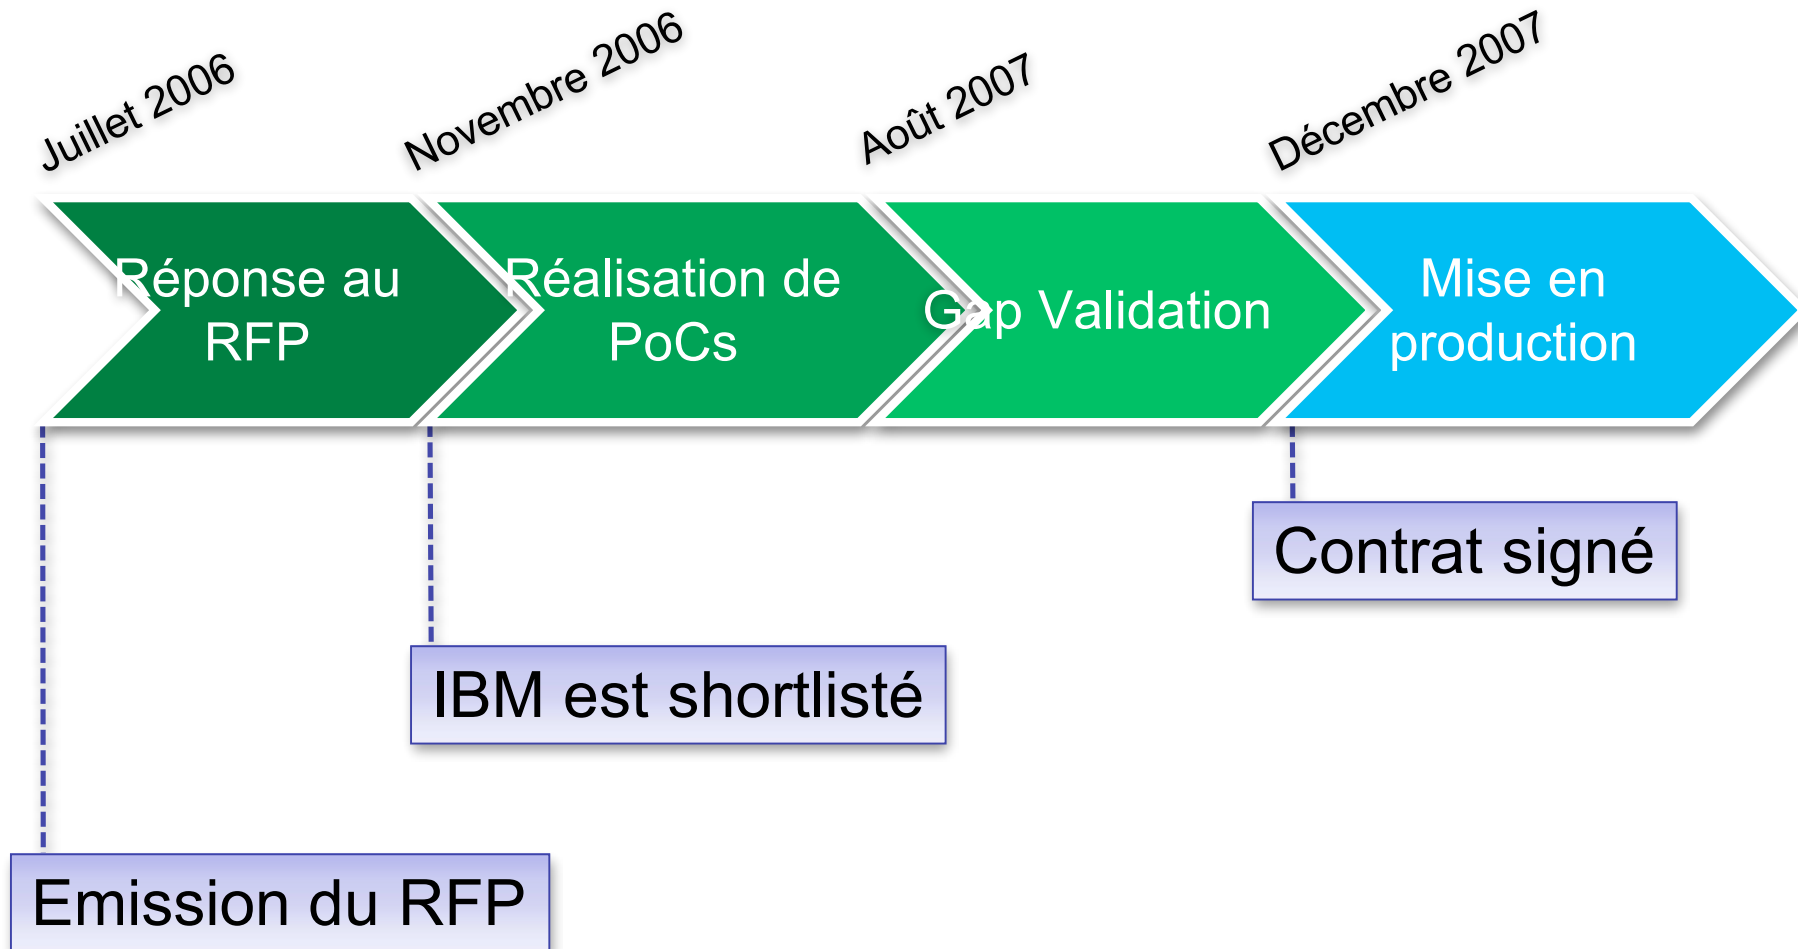 Juillet 2006
Novembre 2006
Août 2007
Décembre 2007
Réponse au
RFP
Réalisation de
PoCs
Gap Validation
Mise en
production
Contrat signé
IBM est shortlisté
Emission du RFP